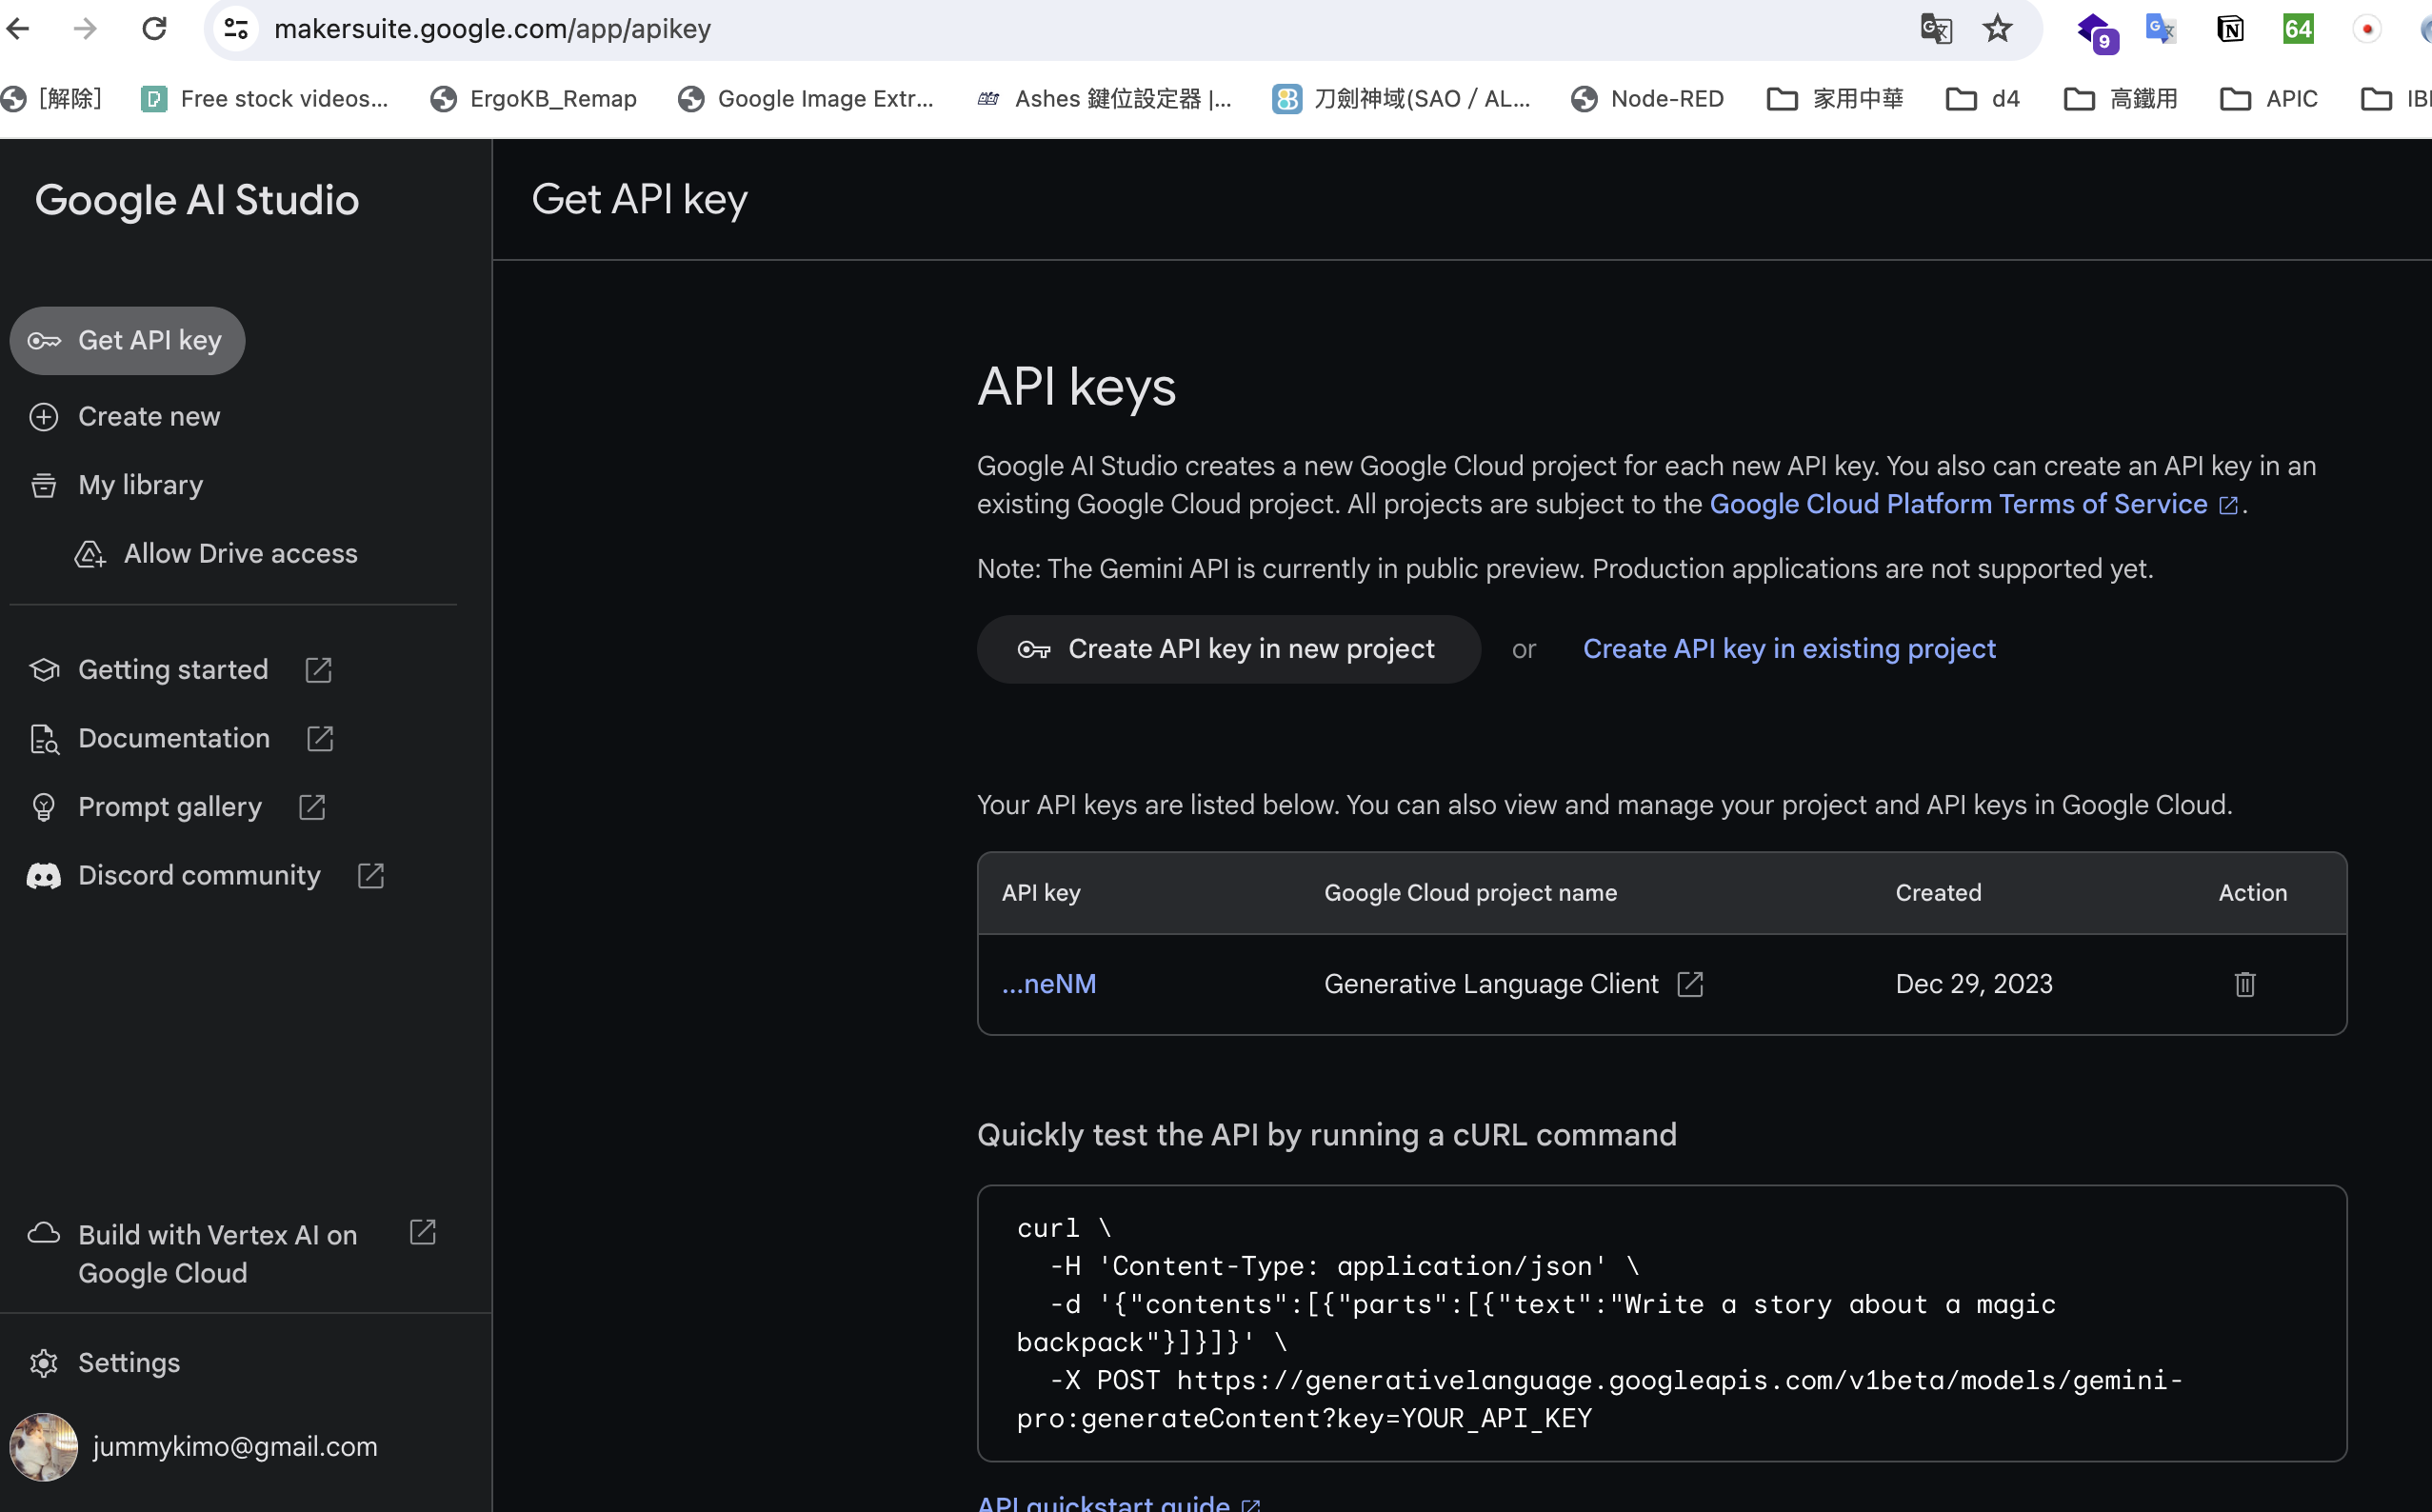 makersuite.google.com/app/apikey
9
64
[解除]
Free stock videos...
ErgoKB_Remap
Google Image Extr...
Ashes 鍵位設定器 |...
刀劍神域(SAO / AL...
Node-RED
家用中華
d4
高鐵用
APIC
Google AI Studio
Get API key
Get API key
Create new
My library
Allow Drive access
Getting started
Documentation
Prompt gallery
Discord community
Build with Vertex AI on
Google Cloud
Settings
jummykimo@gmail.com
API keys
Google AI Studio creates a new Google Cloud project for each new API key. You also can create an API key in an
existing Google Cloud project. All projects are subject to the Google Cloud Platform Terms of Service.
Note: The Gemini API is currently in public preview. Production applications are not supported yet.
Create API key in new project or Create API key in existing project
Your API keys are listed below. You can also view and manage your project and API keys in Google Cloud.
API key Google Cloud project name Created Action
...neNM Generative Language Client Dec 29, 2023
Quickly test the API by running a cURL command
curl \
-H 'Content-Type: application/json' \
-d '{"contents":[{"parts":[{"text":"Write a story about a magic
backpack"}]}]}' \
-X POST https://generativelanguage.googleapis.com/v1beta/models/gemini-
pro:generateContent?key=YOUR_API_KEY
API quickstart guide